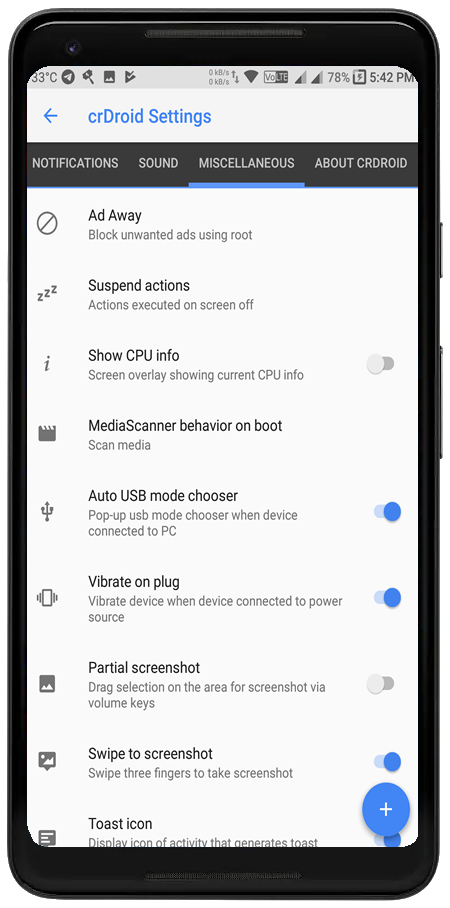 33°C 0 kB/s 0 kB/s VoLTE 78% 5:42 PM
crDroid Settings
NOTIFICATIONS SOUND MISCELLANEOUS ABOUT CRDROID
Ad Away
Block unwanted ads using root
Suspend actions
Actions executed on screen off
Show CPU info
Screen overlay showing current CPU info
MediaScanner behavior on boot
Scan media
Auto USB mode chooser
Pop-up usb mode chooser when device
connected to PC
Vibrate on plug
Vibrate device when device connected to power
source
Partial screenshot
Drag selection on the area for screenshot via
volume keys
Swipe to screenshot
Swipe three fingers to take screenshot
Toast icon
Display icon of activity that generates toast